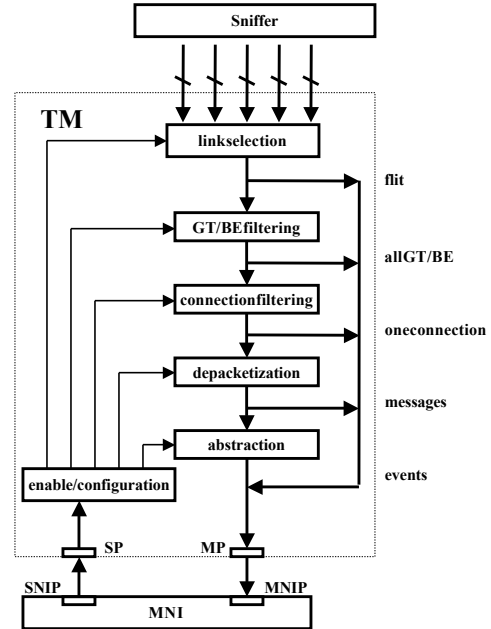 Sniffer
TM
linkselection
flit
GT/BEfiltering
allGT/BE
connectionfiltering
oneconnection
depacketization
messages
abstraction
events
enable/configuration
SP
MP
SNIP
MNIP
MNI